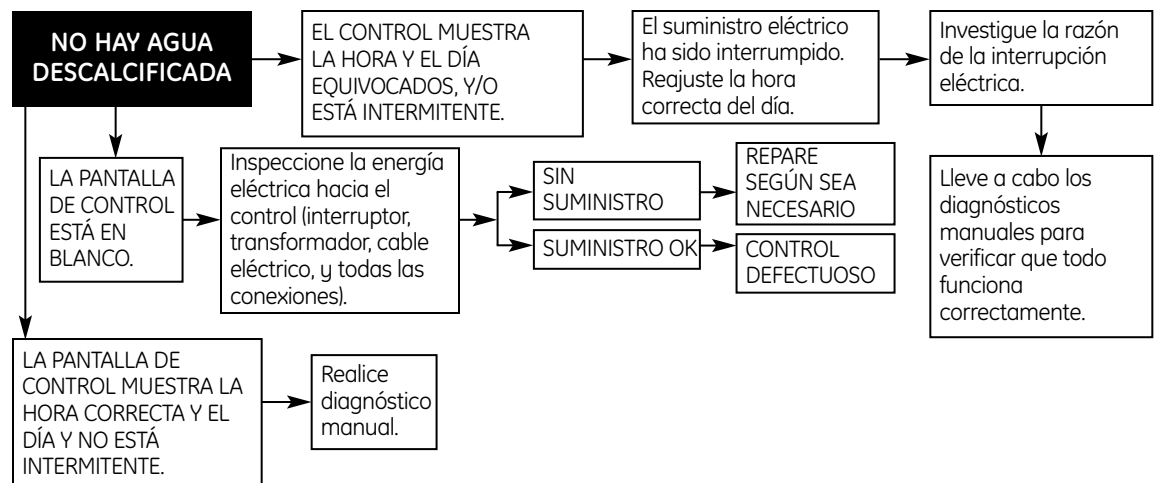 NO HAY AGUA
DESCALCIFICADA
EL CONTROL MUESTRA
LA HORA Y EL DÍA
EQUIVOCADOS, Y/O
ESTÁ INTERMITENTE.
El suministro eléctrico
ha sido interrumpido.
Reajuste la hora
correcta del día.
Investigue la razón
de la interrupción
eléctrica.
Lleve a cabo los
diagnósticos
manuales para
verificar que todo
funciona
correctamente.
LA PANTALLA
DE CONTROL
ESTÁ EN
BLANCO.
Inspeccione la energía
eléctrica hacia el
control (interruptor,
transformador, cable
eléctrico, y todas las
conexiones).
SIN
SUMINISTRO
REPARE
SEGÚN SEA
NECESARIO
SUMINISTRO OK
CONTROL
DEFECTUOSO
LA PANTALLA DE
CONTROL MUESTRA LA
HORA CORRECTA Y EL
DÍA Y NO ESTÁ
INTERMITENTE.
Realice
diagnóstico
manual.